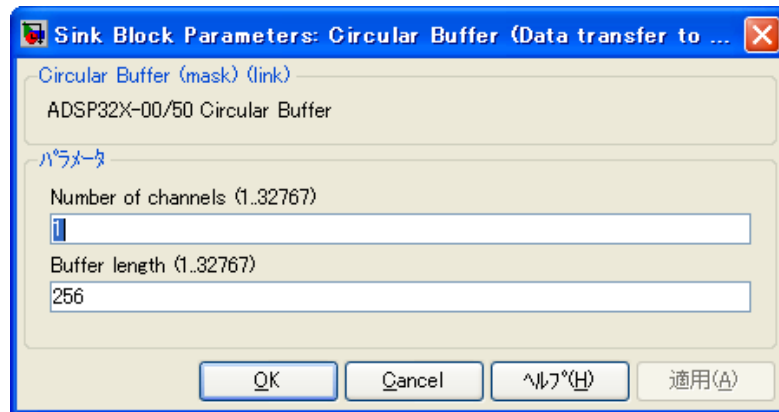 Sink Block Parameters: Circular Buffer (Data transfer to ...
Circular Buffer (mask) (link)
ADSP32X-00/50 Circular Buffer
パラメータ
Number of channels (1..32767)
1
Buffer length (1..32767)
256
OK Cancel ヘルプ(H) 適用(A)